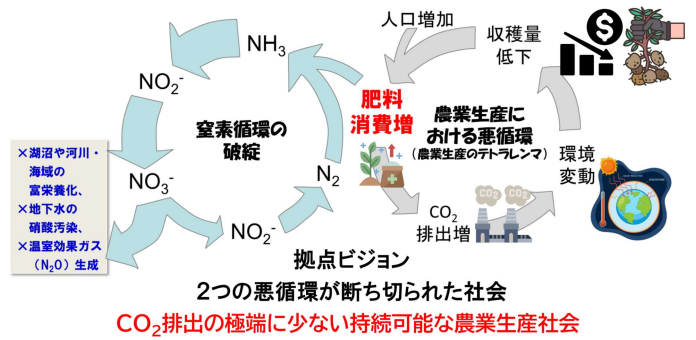 人口増加
収穫量
低下
NH₃
NO₂⁻
肥料
消費増
窒素循環の
破綻
農業生産に
おける悪循環
(農業生産のテトラレンマ)
×湖沼や河川・
海域の
富栄養化、
×地下水の
硝酸汚染、
×温室効果ガス
(N₂O)生成
NO₃⁻
N₂
環境
変動
NO₂⁻
CO₂
排出増
CO₂
CO₂
拠点ビジョン
2つの悪循環が断ち切られた社会
CO₂排出の極端に少ない持続可能な農業生産社会